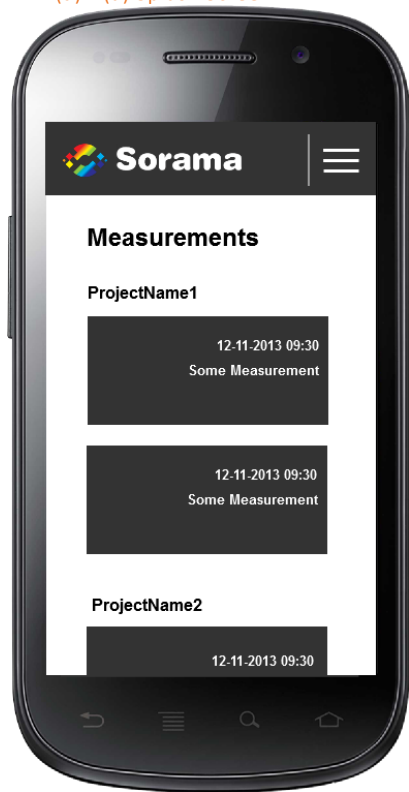 Sorama
Measurements
ProjectName1
12-11-2013 09:30
Some Measurement
12-11-2013 09:30
Some Measurement
ProjectName2
12-11-2013 09:30